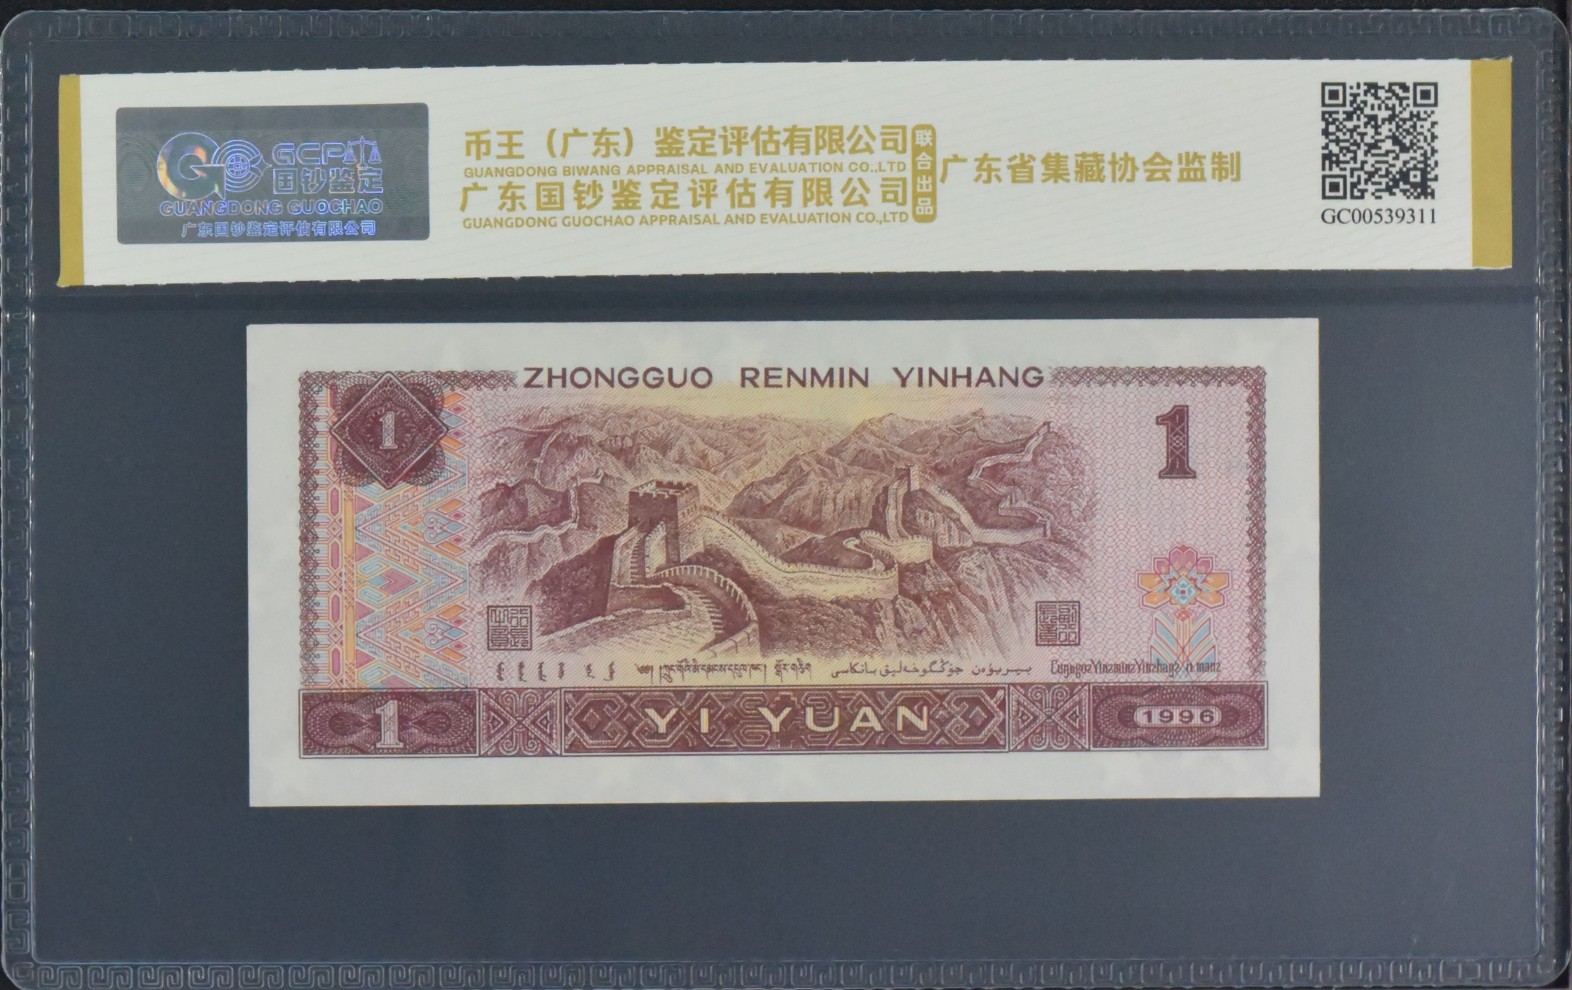 GCPA
国钞鉴定
GUANGDONG GUOCHAO
广东国钞鉴定评估有限公司
币王（广东）鉴定评估有限公司
GUANGDONG BIWANG APPRAISAL AND EVALUATION CO.,LTD
广东国钞鉴定评估有限公司
GUANGDONG GUOCHAO APPRAISAL AND EVALUATION CO.,LTD
联合出品
广东省集藏协会监制
GC00539311
ZHONGGUO RENMIN YINHANG
1
1
1
YI YUAN
1996